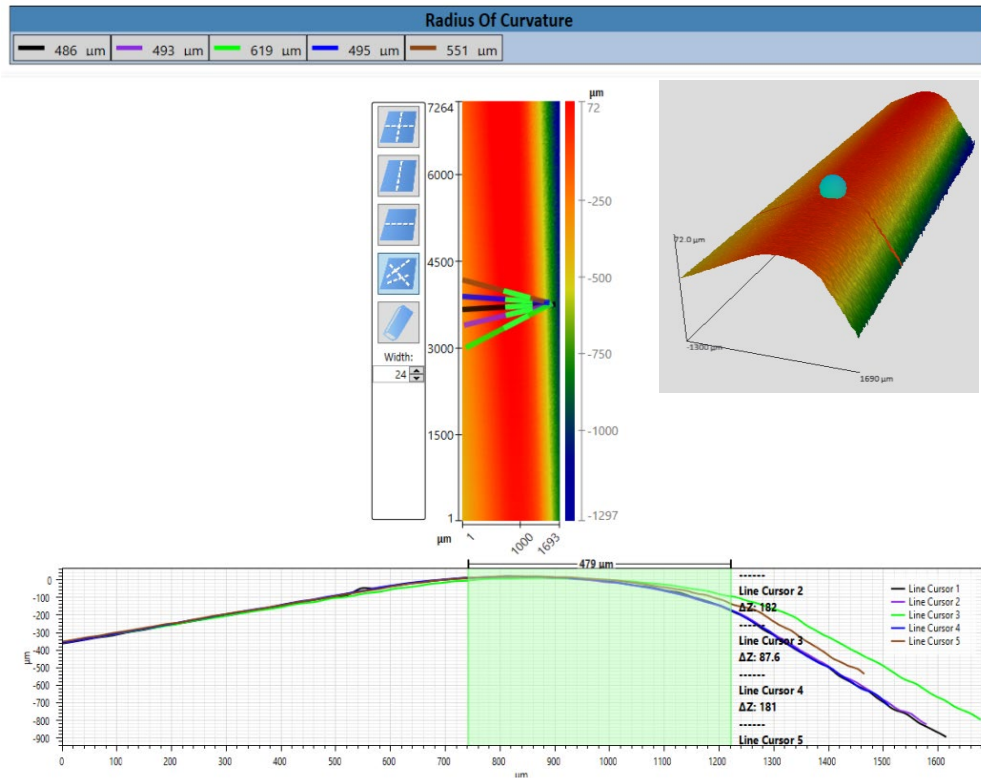 Radius Of Curvature
486 µm 493 µm 619 µm 495 µm 551 µm
µm
7264
6000
4500
3000
1500
1
72
-250
-500
-750
-1000
-1297
Width:
24
µm
1
1000
1693
72.0 µm
-1300 µm
1690 µm
479 µm
µm
0
-100
-200
-300
-400
-500
-600
-700
-800
-900
------
Line Cursor 2
ΔZ: 182
------
Line Cursor 3
ΔZ: 87.6
------
Line Cursor 4
ΔZ: 181
------
Line Cursor 5
Line Cursor 1
Line Cursor 2
Line Cursor 3
Line Cursor 4
Line Cursor 5
0 100 200 300 400 500 600 700 800 900 1000 1100 1200 1300 1400 1500 1600
µm